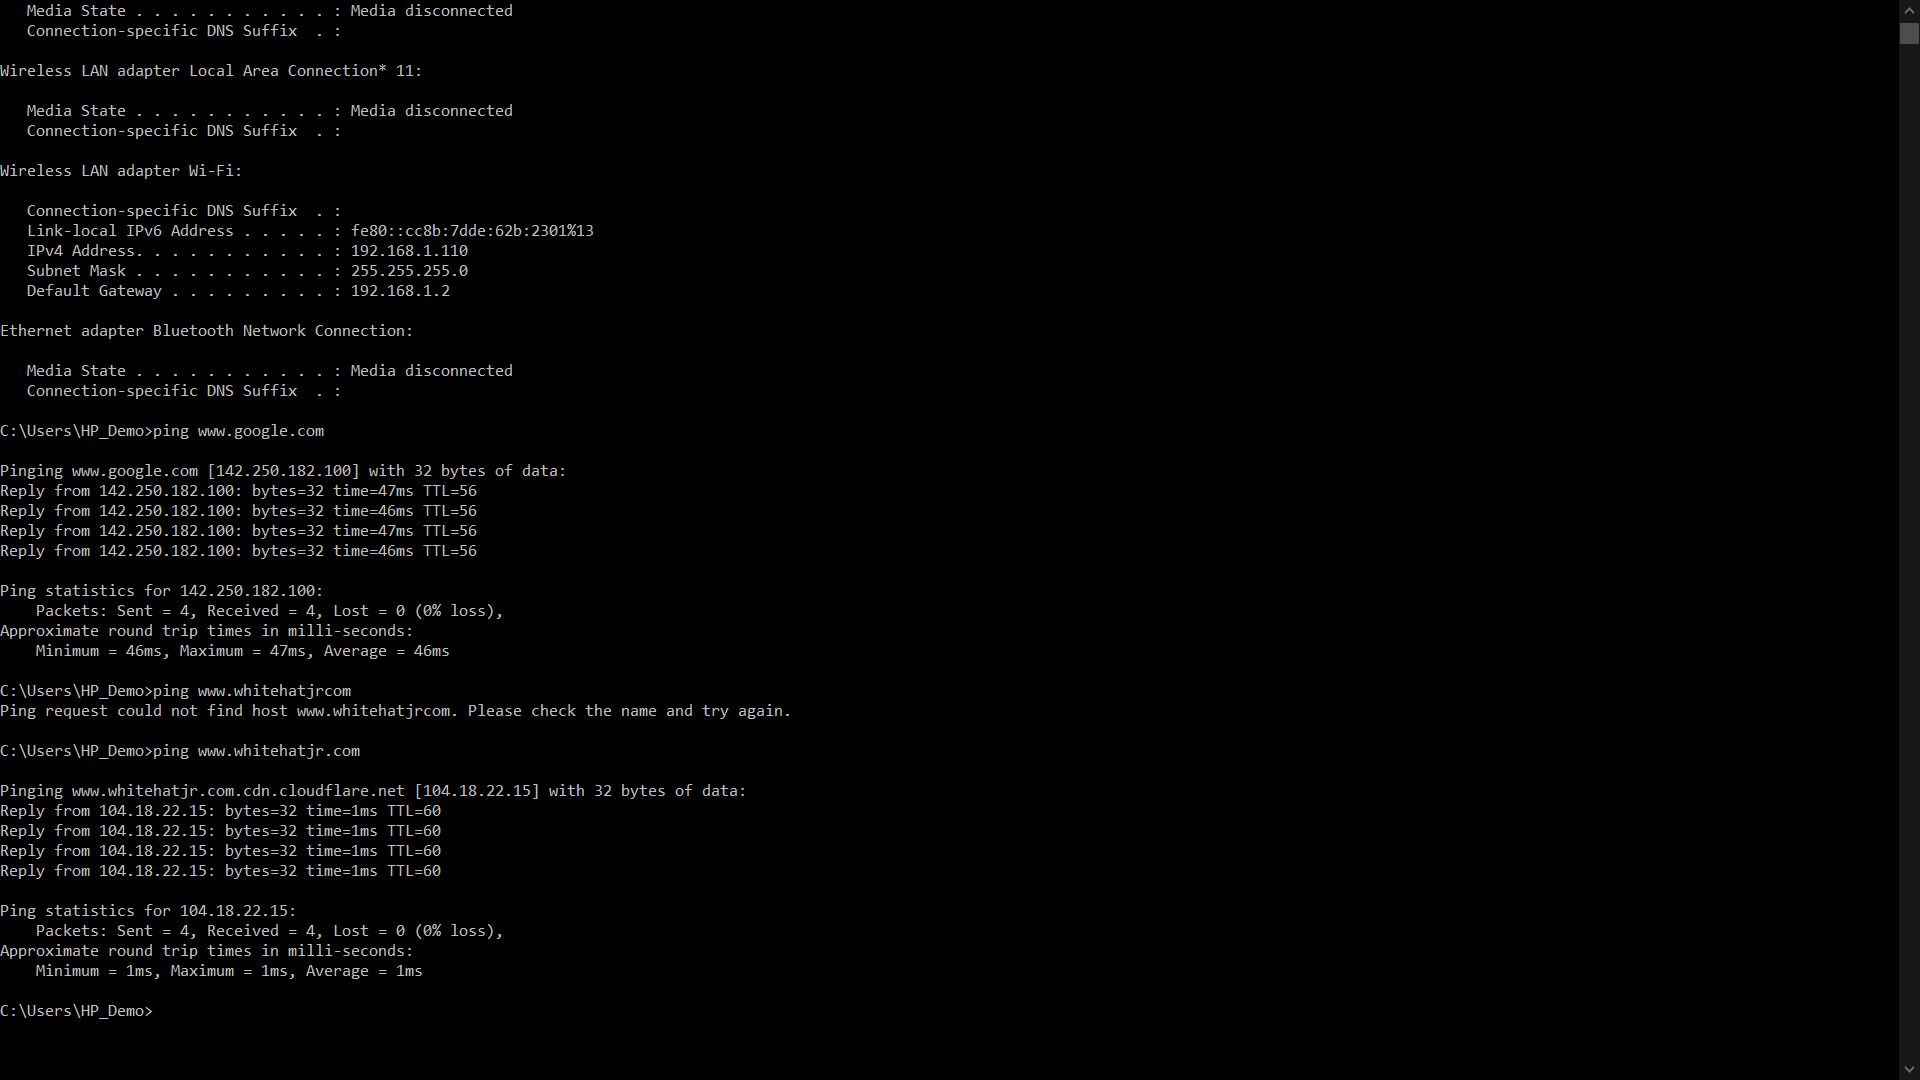 Media State . . . . . . . . . . . : Media disconnected
   Connection-specific DNS Suffix  . :

Wireless LAN adapter Local Area Connection* 11:

   Media State . . . . . . . . . . . : Media disconnected
   Connection-specific DNS Suffix  . :

Wireless LAN adapter Wi-Fi:

   Connection-specific DNS Suffix  . :
   Link-local IPv6 Address . . . . . : fe80::cc8b:7dde:62b:2301%13
   IPv4 Address. . . . . . . . . . . : 192.168.1.110
   Subnet Mask . . . . . . . . . . . : 255.255.255.0
   Default Gateway . . . . . . . . . : 192.168.1.2

Ethernet adapter Bluetooth Network Connection:

   Media State . . . . . . . . . . . : Media disconnected
   Connection-specific DNS Suffix  . :

C:\Users\HP_Demo>ping www.google.com

Pinging www.google.com [142.250.182.100] with 32 bytes of data:
Reply from 142.250.182.100: bytes=32 time=47ms TTL=56
Reply from 142.250.182.100: bytes=32 time=46ms TTL=56
Reply from 142.250.182.100: bytes=32 time=47ms TTL=56
Reply from 142.250.182.100: bytes=32 time=46ms TTL=56

Ping statistics for 142.250.182.100:
    Packets: Sent = 4, Received = 4, Lost = 0 (0% loss),
Approximate round trip times in milli-seconds:
    Minimum = 46ms, Maximum = 47ms, Average = 46ms

C:\Users\HP_Demo>ping www.whitehatjrcom
Ping request could not find host www.whitehatjrcom. Please check the name and try again.

C:\Users\HP_Demo>ping www.whitehatjr.com

Pinging www.whitehatjr.com.cdn.cloudflare.net [104.18.22.15] with 32 bytes of data:
Reply from 104.18.22.15: bytes=32 time=1ms TTL=60
Reply from 104.18.22.15: bytes=32 time=1ms TTL=60
Reply from 104.18.22.15: bytes=32 time=1ms TTL=60
Reply from 104.18.22.15: bytes=32 time=1ms TTL=60

Ping statistics for 104.18.22.15:
    Packets: Sent = 4, Received = 4, Lost = 0 (0% loss),
Approximate round trip times in milli-seconds:
    Minimum = 1ms, Maximum = 1ms, Average = 1ms

C:\Users\HP_Demo>